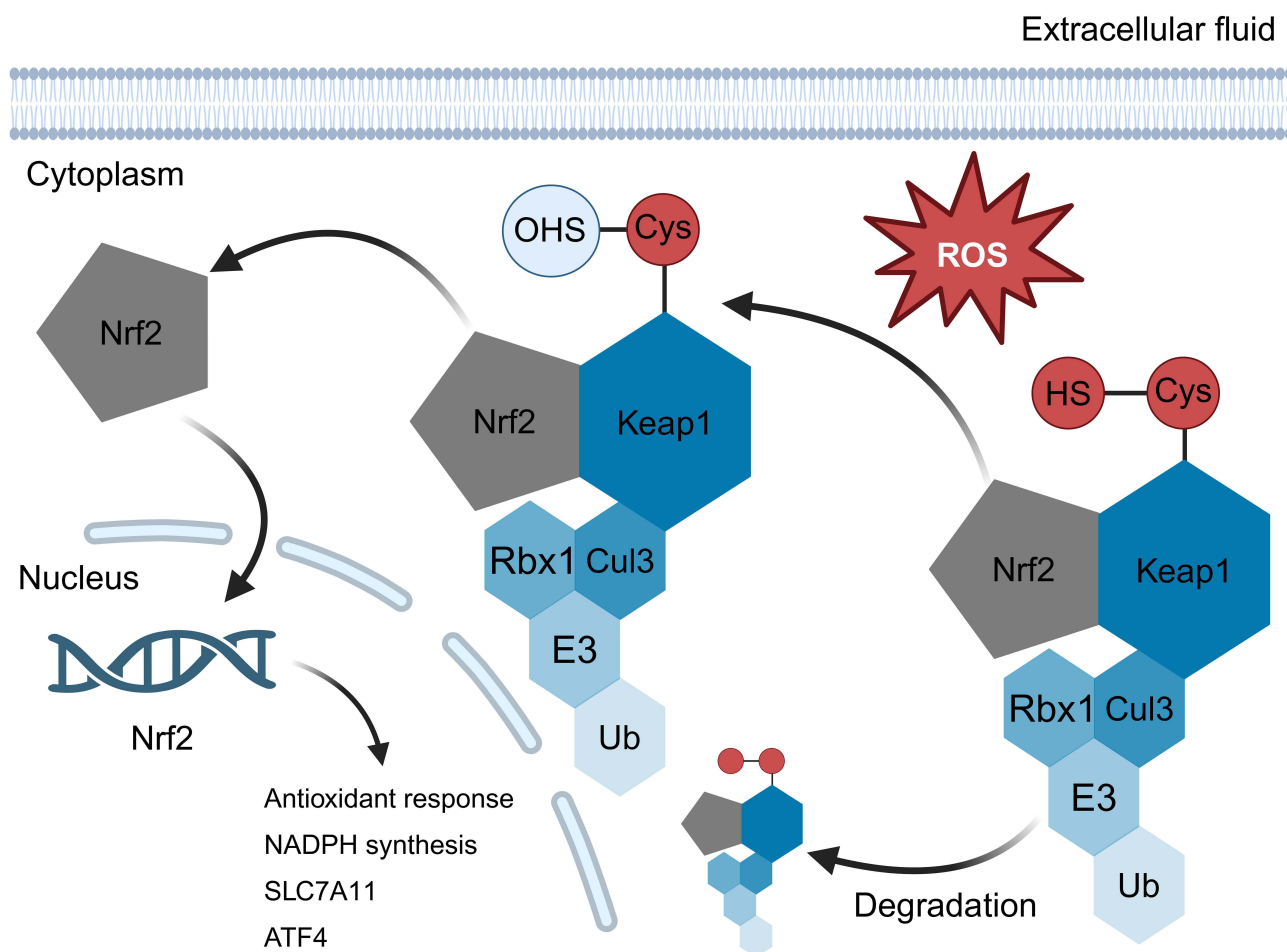 Extracellular fluid
Cytoplasm
OHS
Cys
ROS
Nrf2
Nrf2
Keap1
HS
Cys
Nrf2
Keap1
Rbx1
Cul3
E3
Ub
Rbx1
Cul3
E3
Ub
Nucleus
Nrf2
Antioxidant response
NADPH synthesis
SLC7A11
ATF4
Degradation